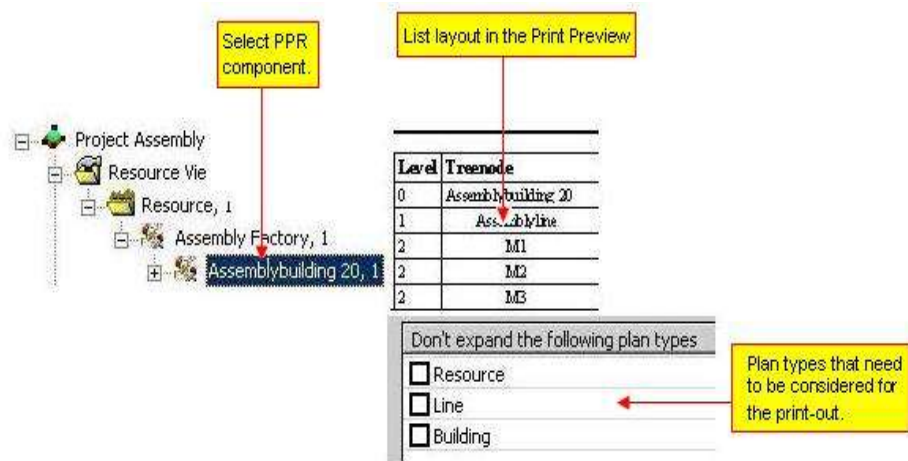 Select PPR
component.
List layout in the Print Preview
Project Assembly
Resource Vie
Resource, 1
Assembly Factory, 1
Assemblybuilding 20, 1
Level Treenode
0 Assemblybuilding 20
1 Assemblyline
2 M1
2 M2
2 M3
Don't expand the following plan types
Resource
Line
Building
Plan types that need
to be considered for
the print-out.